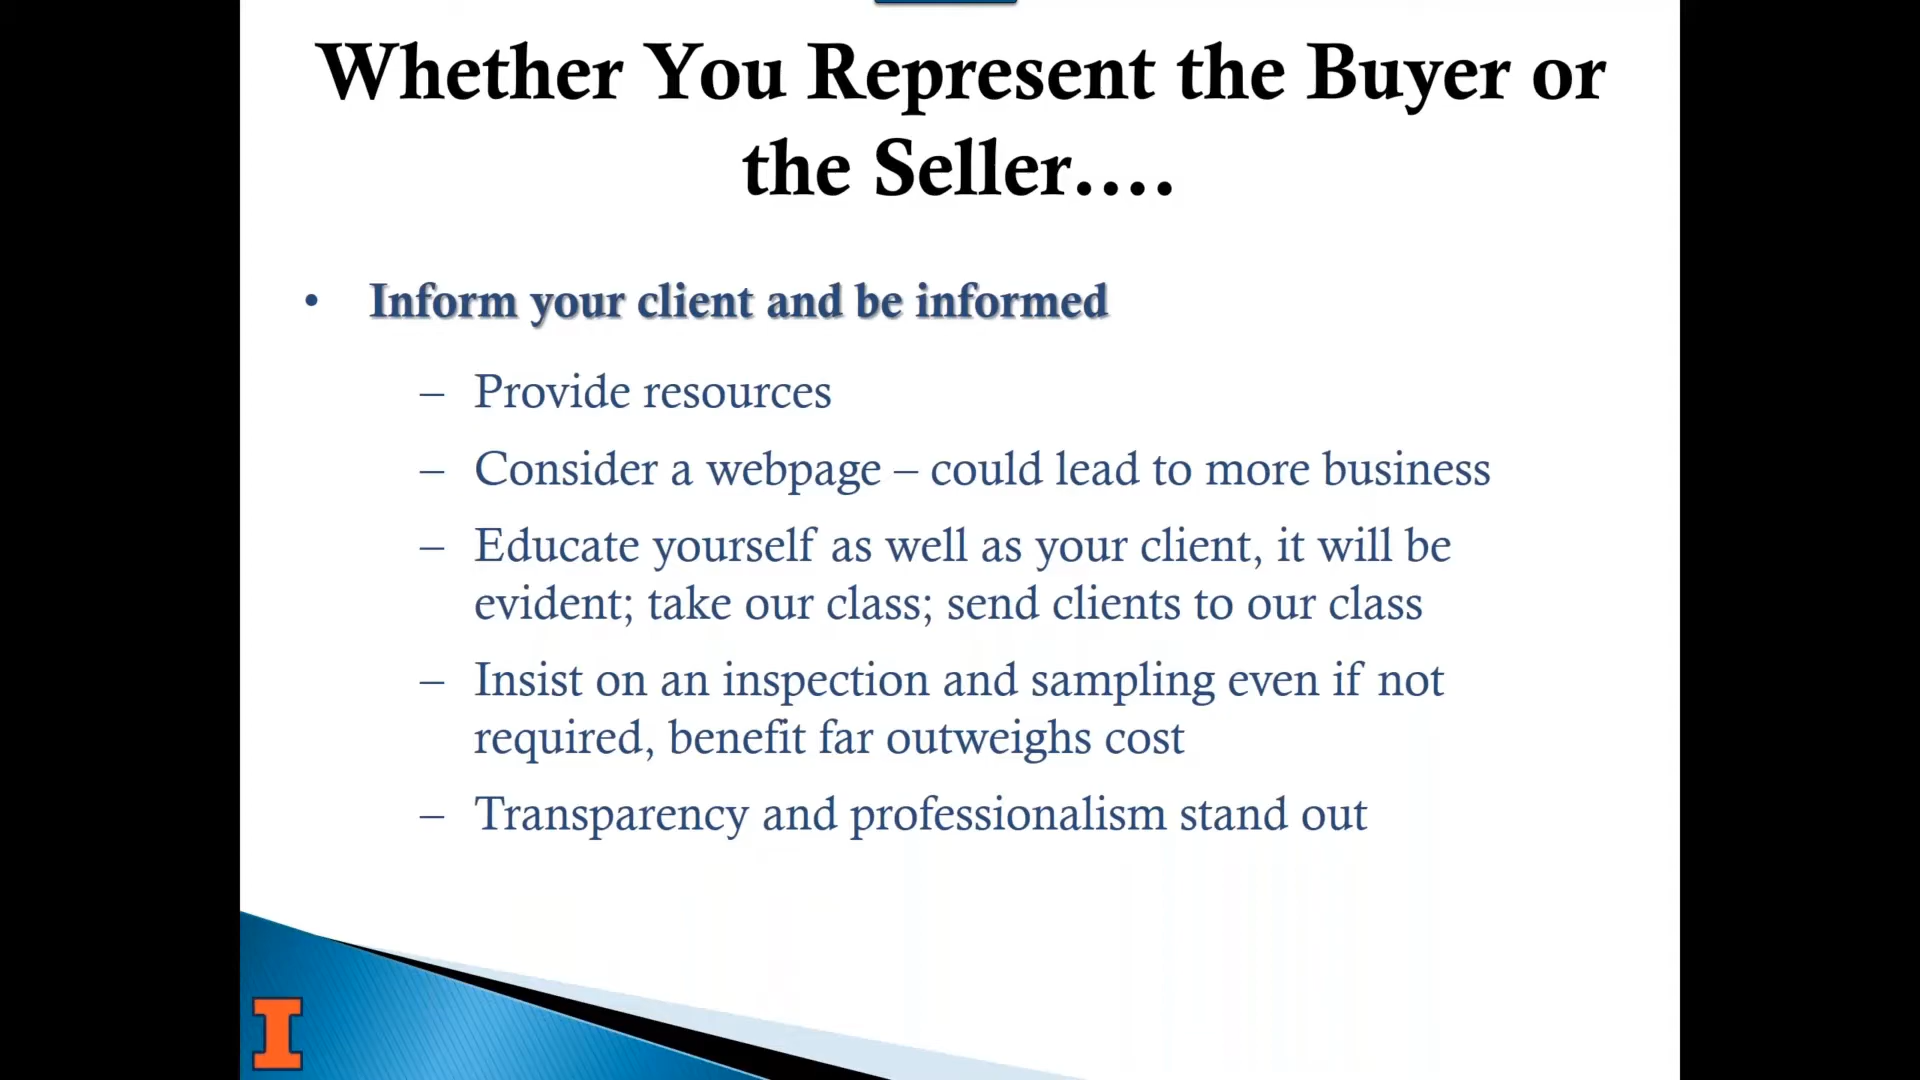 Whether You Represent the Buyer or
the Seller....
• Inform your client and be informed
– Provide resources
– Consider a webpage – could lead to more business
– Educate yourself as well as your client, it will be
evident; take our class; send clients to our class
– Insist on an inspection and sampling even if not
required, benefit far outweighs cost
– Transparency and professionalism stand out
I